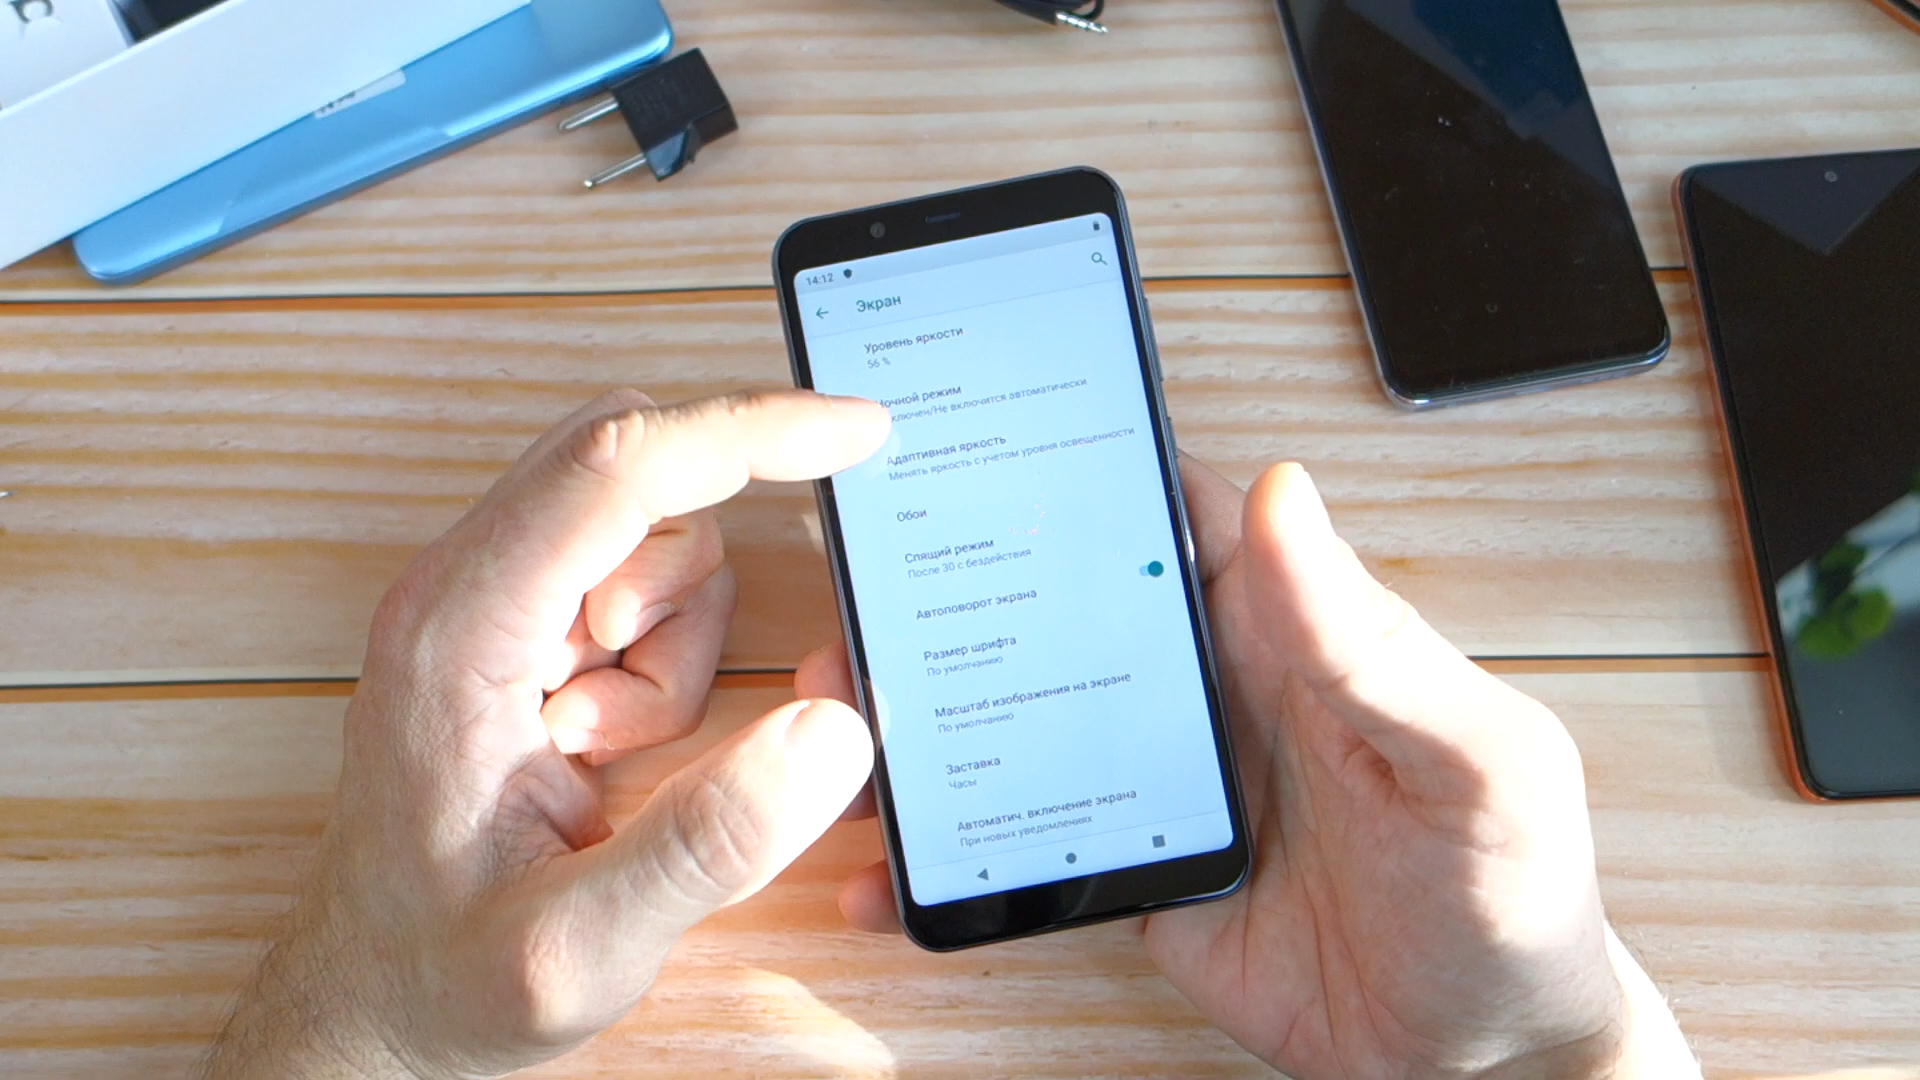 14:12
Экран
Уровень яркости
56 %
Ночной режим
ключен/Не включится автоматически
Адаптивная яркость
Менять яркость с учетом уровня освещенности
Обои
Спящий режим
После 30 с бездействия
Автоповорот экрана
Размер шрифта
По умолчанию
Масштаб изображения на экране
По умолчанию
Заставка
Часы
Автоматич. включение экрана
При новых уведомлениях